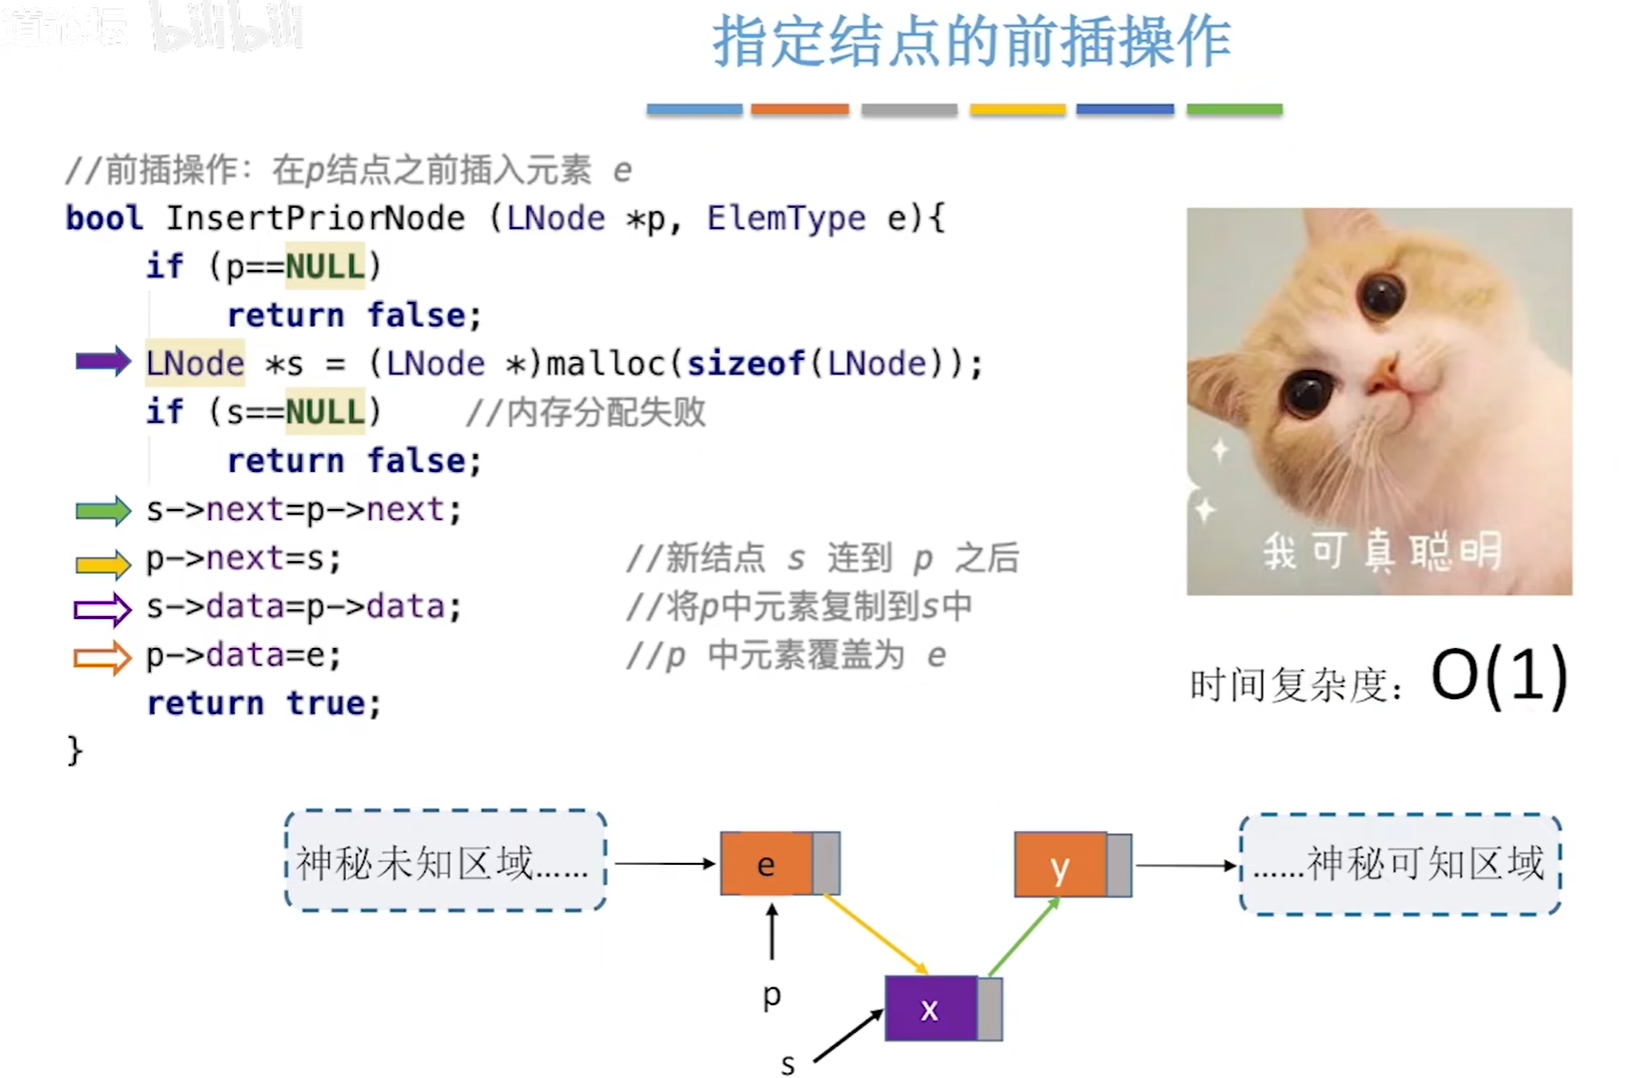 道论坛 bilibili
指定结点的前插操作
//前插操作：在p结点之前插入元素 e
bool InsertPriorNode (LNode *p, ElemType e){
if (p==NULL)
return false;
LNode *s = (LNode *)malloc(sizeof(LNode));
if (s==NULL) //内存分配失败
return false;
s->next=p->next;
p->next=s; //新结点 s 连到 p 之后
s->data=p->data; //将p中元素复制到s中
p->data=e; //p 中元素覆盖为 e
return true;
}
我可真聪明
时间复杂度：O(1)
神秘未知区域……
e
y
……神秘可知区域
p
x
s